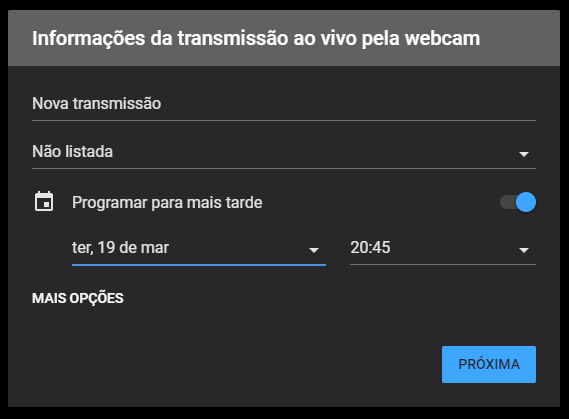 Informações da transmissão ao vivo pela webcam
Nova transmissão
Não listada
Programar para mais tarde
ter, 19 de mar 20:45
MAIS OPÇÕES
PRÓXIMA